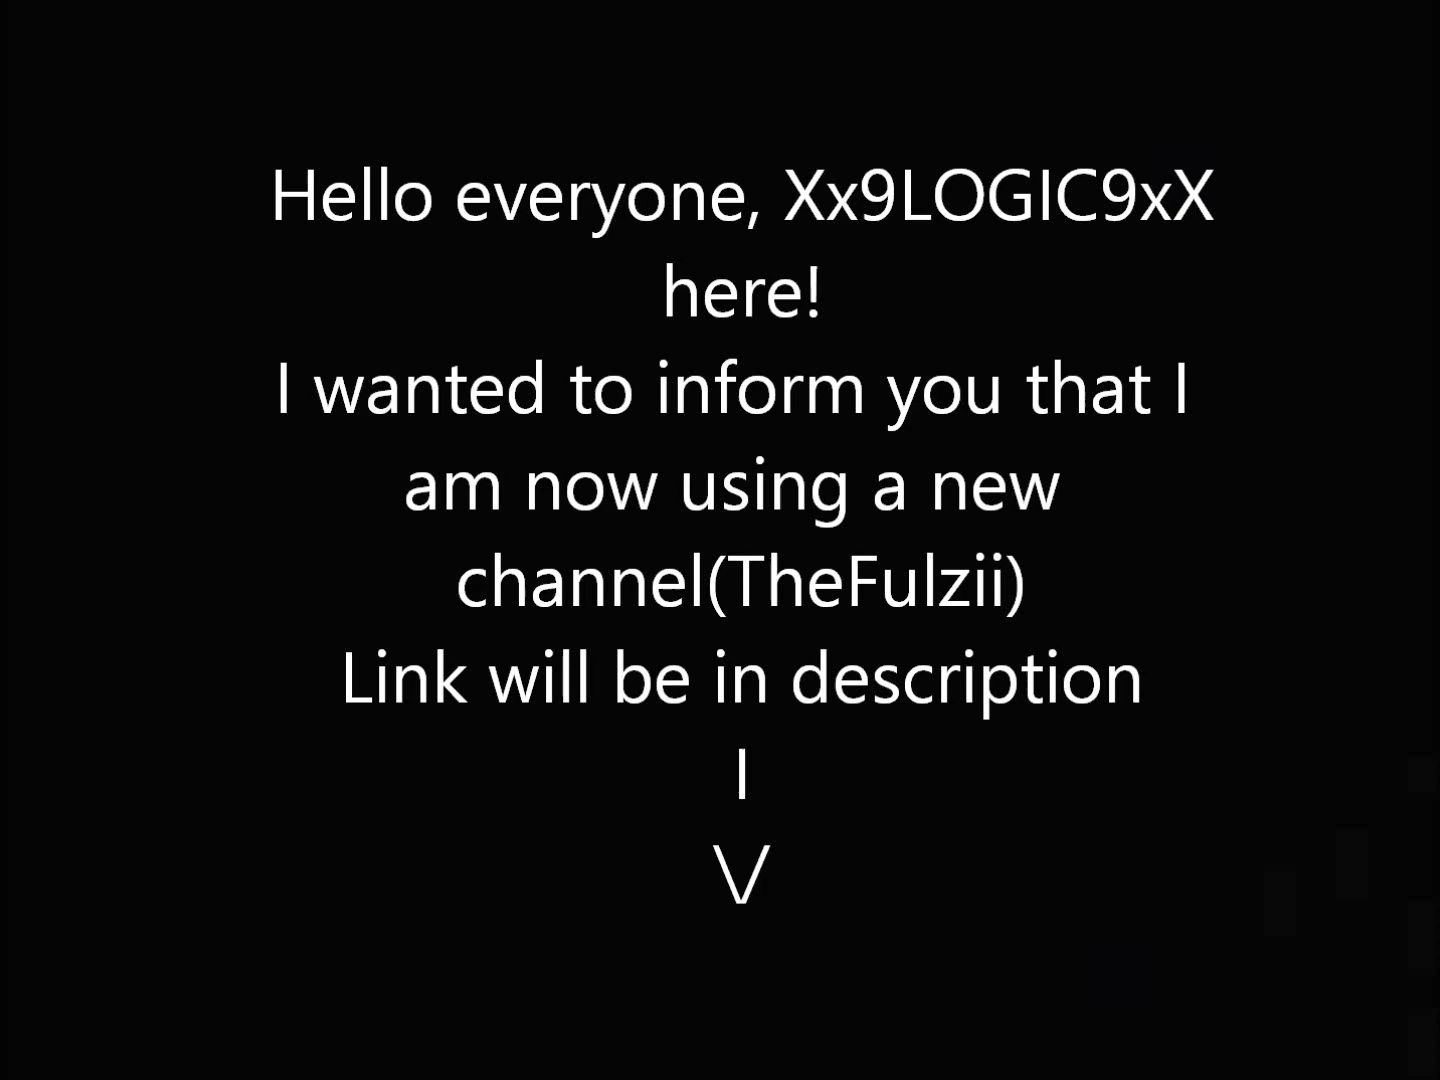 Hello everyone, Xx9LOGIC9xX
here!
I wanted to inform you that I
am now using a new
channel(TheFulzii)
Link will be in description
I
\/